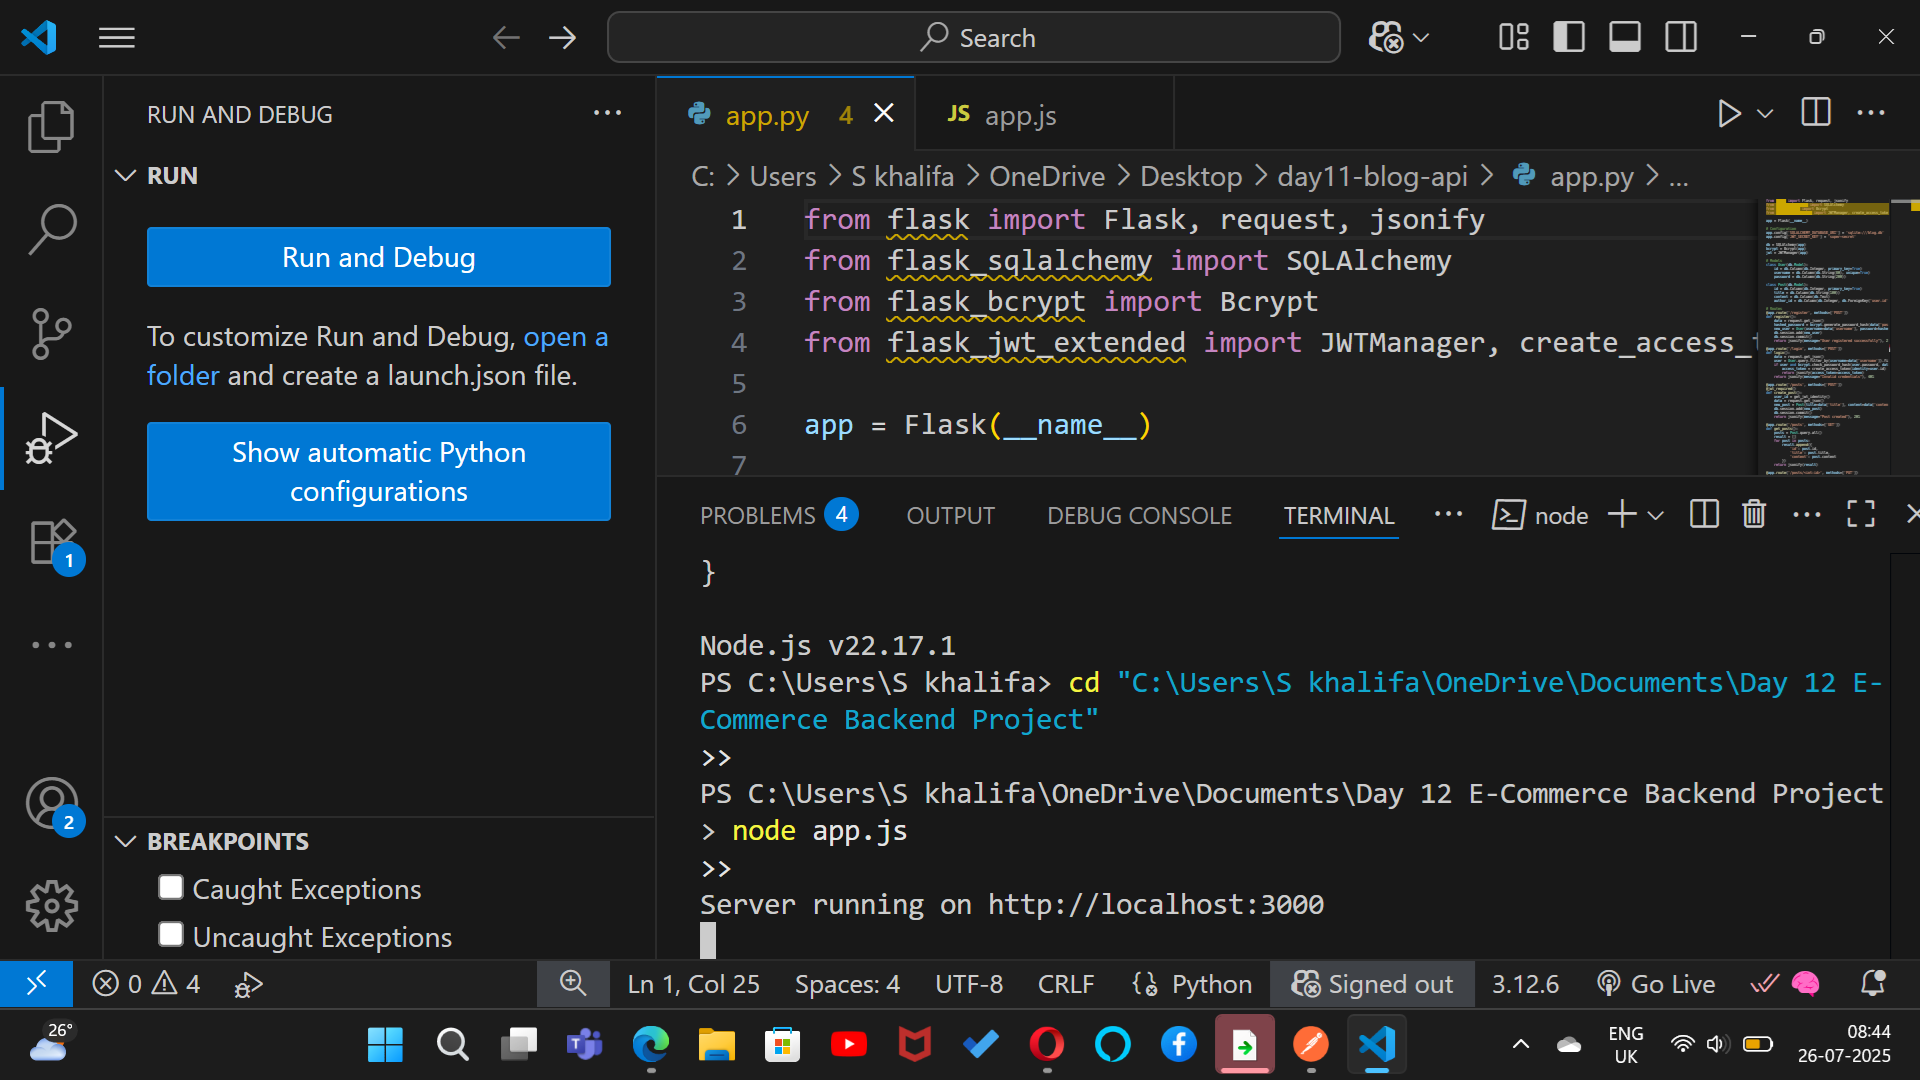 Search
RUN AND DEBUG
RUN
Run and Debug
To customize Run and Debug, open a
folder and create a launch.json file.
Show automatic Python
configurations
BREAKPOINTS
Caught Exceptions
Uncaught Exceptions
1
2
app.py 4
JS app.js
C: > Users > S khalifa > OneDrive > Desktop > day11-blog-api > app.py > ...
1 from flask import Flask, request, jsonify
2 from flask_sqlalchemy import SQLAlchemy
3 from flask_bcrypt import Bcrypt
4 from flask_jwt_extended import JWTManager, create_access_
5
6 app = Flask(__name__)
7
PROBLEMS 4 OUTPUT DEBUG CONSOLE TERMINAL ... node
}
Node.js v22.17.1
PS C:\Users\S khalifa> cd "C:\Users\S khalifa\OneDrive\Documents\Day 12 E-
Commerce Backend Project"
>>
PS C:\Users\S khalifa\OneDrive\Documents\Day 12 E-Commerce Backend Project
> node app.js
>>
Server running on http://localhost:3000
0 4 Ln 1, Col 25 Spaces: 4 UTF-8 CRLF Python Signed out 3.12.6 Go Live
26°
ENG
UK
08:44
26-07-2025